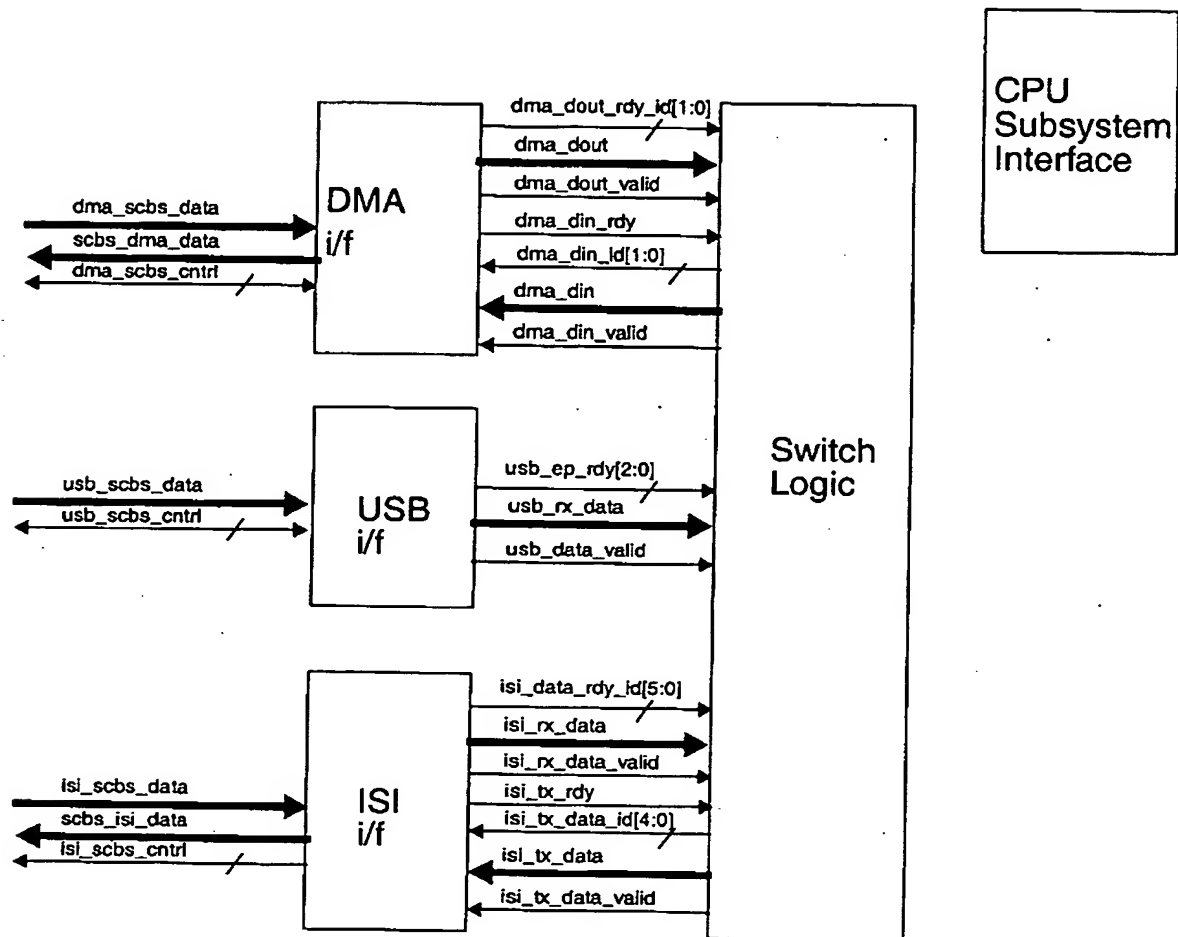 CPU
Subsystem
Interface
dma_dout_rdy_id[1:0]
dma_dout
dma_dout_valid
dma_din_rdy
dma_din_id[1:0]
dma_din
dma_din_valid
DMA
i/f
dma_scbs_data
scbs_dma_data
dma_scbs_cntrl
Switch
Logic
usb_scbs_data
usb_scbs_cntrl
USB
i/f
usb_ep_rdy[2:0]
usb_rx_data
usb_data_valid
isi_data_rdy_id[5:0]
isi_rx_data
isi_rx_data_valid
isi_tx_rdy
isi_tx_data_id[4:0]
isi_tx_data
isi_tx_data_valid
isi_scbs_data
scbs_isi_data
isi_scbs_cntrl
ISI
i/f